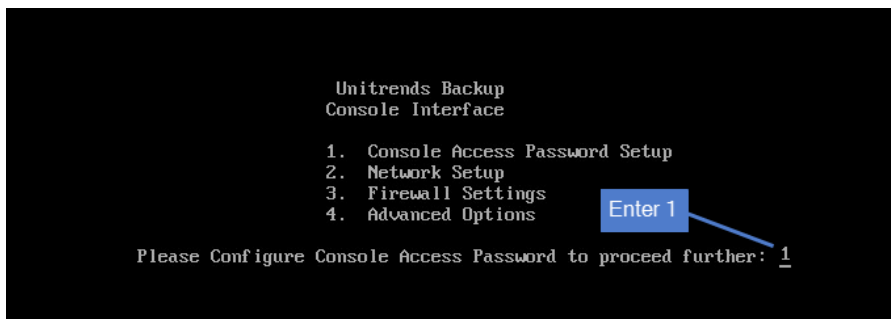 Unitrends Backup
Console Interface
1. Console Access Password Setup
2. Network Setup
3. Firewall Settings
4. Advanced Options
Enter 1
Please Configure Console Access Password to proceed further: 1